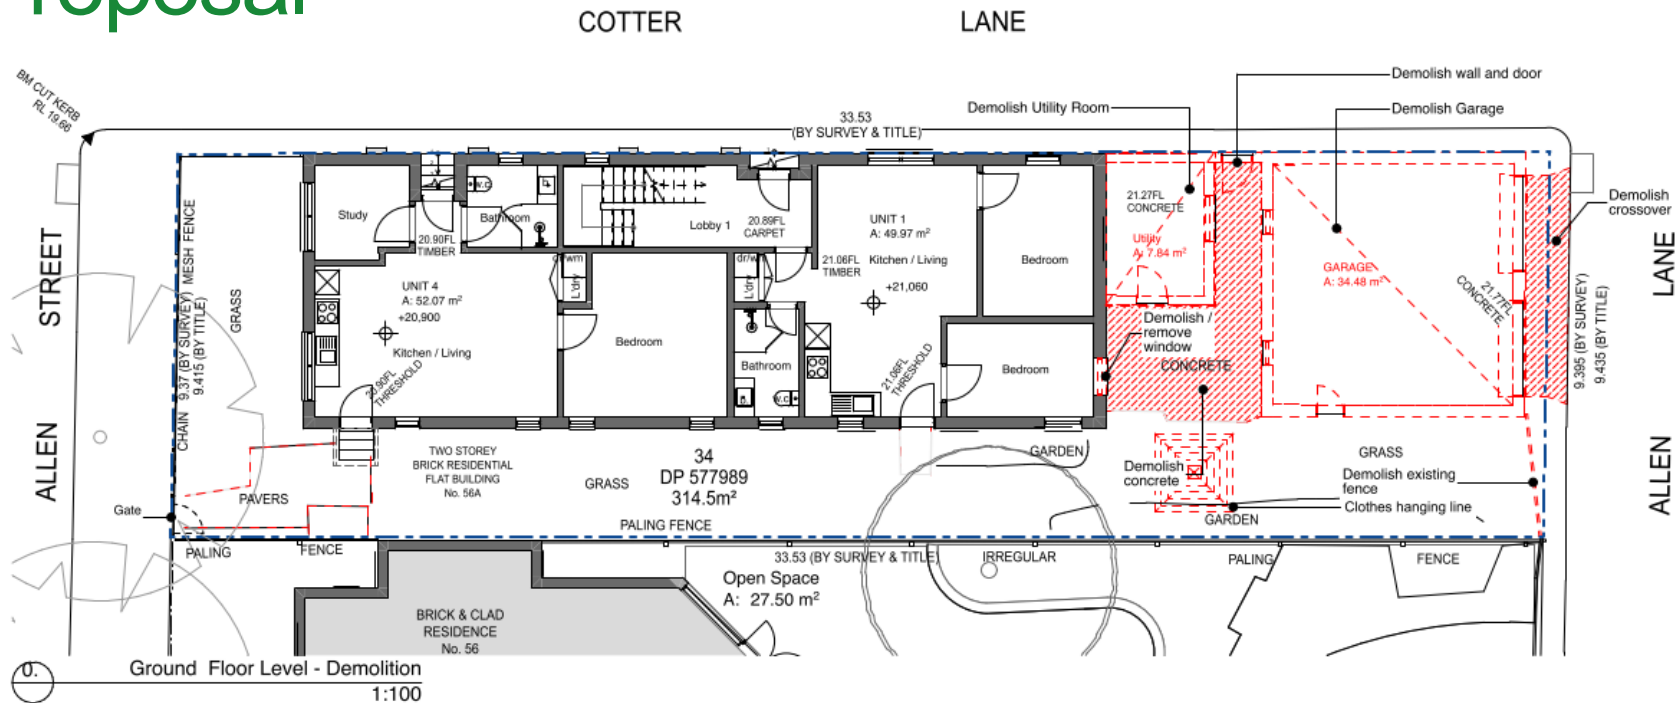 roposal
COTTER LANE
BM CUT KERB
RL 19.66
33.53
(BY SURVEY & TITLE)
Demolish wall and door
Demolish Utility Room
Demolish Garage
Demolish
crossover
ALLEN STREET
ALLEN LANE
CHAIN 9.37 (BY SURVEY) MESH FENCE
9.415 (BY TITLE)
GRASS
Study
20.90FL
TIMBER
W.C
Bathroom
Lobby 1
20.89FL
CARPET
UNIT 1
A: 49.97 m²
21.06FL
TIMBER
Kitchen / Living
+21,060
Bedroom
21.27FL
CONCRETE
Utility
A: 7.84 m²
GARAGE
A: 34.48 m²
21.77FL
CONCRETE
9.395 (BY SURVEY)
9.435 (BY TITLE)
UNIT 4
A: 52.07 m²
+20,900
Kitchen / Living
20.90FL
THRESHOLD
dr/wm
L'dry
Bedroom
dr/wm
L'dry
Bathroom
W.C
21.06FL
THRESHOLD
Bedroom
Demolish /
remove
window
CONCRETE
TWO STOREY
BRICK RESIDENTIAL
FLAT BUILDING
No. 56A
GRASS
34
DP 577989
314.5m²
GARDEN
Demolish
concrete
GRASS
Demolish existing
fence
Clothes hanging line
GARDEN
PAVERS
Gate
PALING FENCE
PALING FENCE
33.53 (BY SURVEY & TITLE)
IRREGULAR
PALING FENCE
Open Space
A: 27.50 m²
BRICK & CLAD
RESIDENCE
No. 56
0.
Ground Floor Level - Demolition
1:100